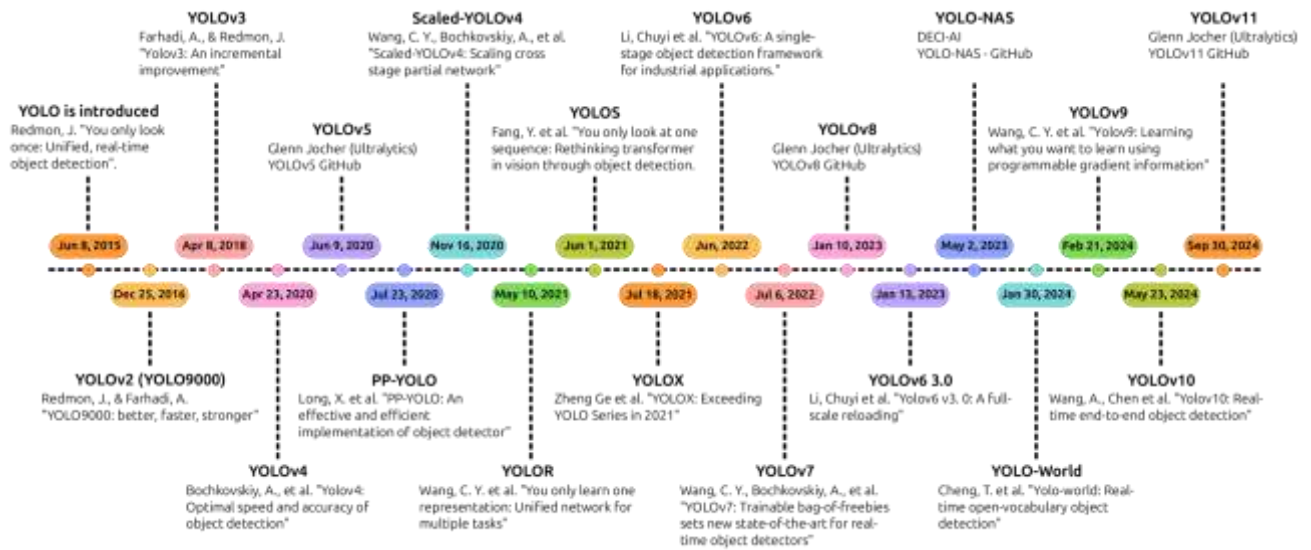 YOLOv3
Farhadi, A., & Redmon, J.
"Yolov3: An incremental
improvement"
Scaled-YOLOv4
Wang, C. Y., Bochkovskiy, A., et al.
"Scaled-YOLOv4: Scaling cross
stage partial network"
YOLOv6
Li, Chuyi et al. "YOLOv6: A single-
stage object detection framework
for industrial applications."
YOLO-NAS
DECI-AI
YOLO-NAS - GitHub
YOLOv11
Glenn Jocher (Ultralytics)
YOLOv11 GitHub
YOLO is introduced
Redmon, J. "You only look
once: Unified, real-time
object detection".
YOLOv5
Glenn Jocher (Ultralytics)
YOLOv5 GitHub
YOLOS
Fang, Y. et al. "You only look at one
sequence: Rethinking transformer
in vision through object detection.
YOLOv8
Glenn Jocher (Ultralytics)
YOLOv8 GitHub
YOLOv9
Wang, C. Y. et al. "Yolov9: Learning
what you want to learn using
programmable gradient information"
Jun 8, 2015
Apr 8, 2018
Jun 9, 2020
Nov 16, 2020
Jun 1, 2021
Jun, 2022
Jan 10, 2023
May 2, 2023
Feb 21, 2024
Sep 30, 2024
Dec 25, 2016
Apr 23, 2020
Jul 23, 2020
May 10, 2021
Jul 18, 2021
Jul 6, 2022
Jan 13, 2023
Jan 30, 2024
May 23, 2024
YOLOv2 (YOLO9000)
Redmon, J., & Farhadi, A.
"YOLO9000: better, faster, stronger"
PP-YOLO
Long, X. et al. "PP-YOLO: An
effective and efficient
implementation of object detector"
YOLOX
Zheng Ge et al. "YOLOX: Exceeding
YOLO Series in 2021"
YOLOv6 3.0
Li, Chuyi et al. "Yolov6 v3. 0: A full-
scale reloading"
YOLOv10
Wang, A., Chen et al. "Yolov10: Real-
time end-to-end object detection"
YOLOv4
Bochkovskiy, A., et al. "Yolov4:
Optimal speed and accuracy of
object detection"
YOLOR
Wang, C. Y. et al. "You only learn one
representation: Unified network for
multiple tasks"
YOLOv7
Wang, C. Y., Bochkovskiy, A., et al.
"YOLOv7: Trainable bag-of-freebies
sets new state-of-the-art for real-
time object detectors"
YOLO-World
Cheng, T. et al. "Yolo-world: Real-
time open-vocabulary object
detection"